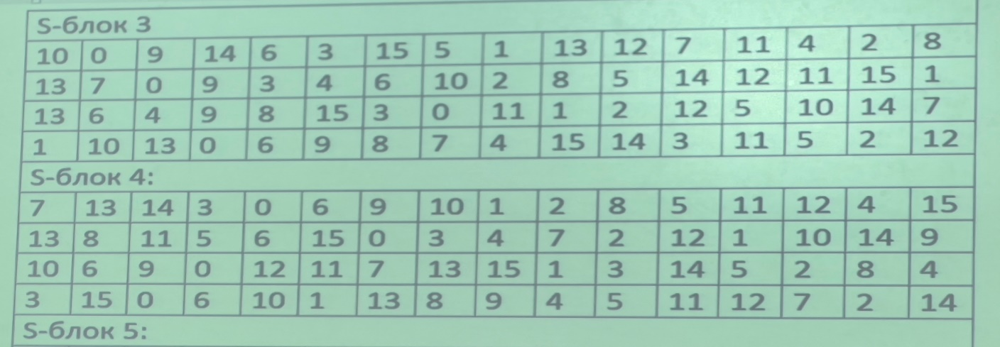 S-блок 3
10 0 9 14 6 3 15 5 1 13 12 7 11 4 2 8
13 7 0 9 3 4 6 10 2 8 5 14 12 11 15 1
13 6 4 9 8 15 3 0 11 1 2 12 5 10 14 7
1 10 13 0 6 9 8 7 4 15 14 3 11 5 2 12
S-блок 4:
7 13 14 3 0 6 9 10 1 2 8 5 11 12 4 15
13 8 11 5 6 15 0 3 4 7 2 12 1 10 14 9
10 6 9 0 12 11 7 13 15 1 3 14 5 2 8 4
3 15 0 6 10 1 13 8 9 4 5 11 12 7 2 14
S-блок 5: